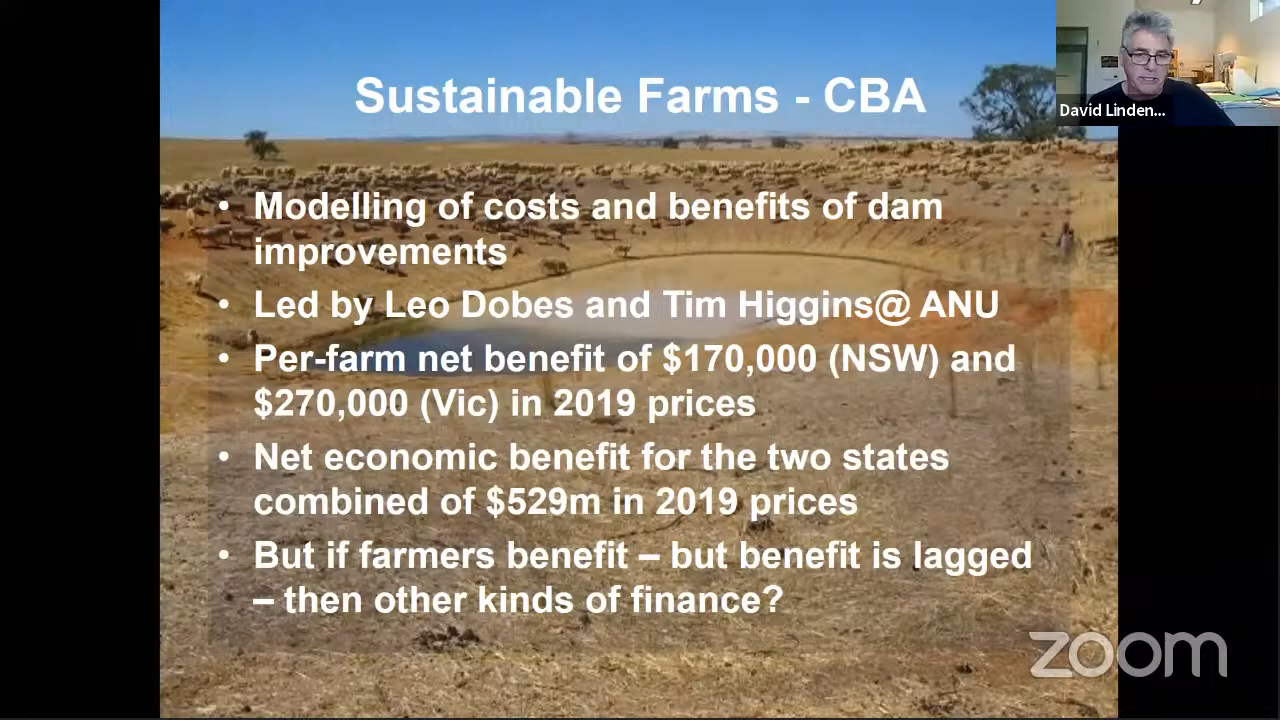 Sustainable Farms - CBA
David Linden...
• Modelling of costs and benefits of dam
improvements
• Led by Leo Dobes and Tim Higgins@ ANU
• Per-farm net benefit of $170,000 (NSW) and
$270,000 (Vic) in 2019 prices
• Net economic benefit for the two states
combined of $529m in 2019 prices
• But if farmers benefit – but benefit is lagged
– then other kinds of finance?
zoom